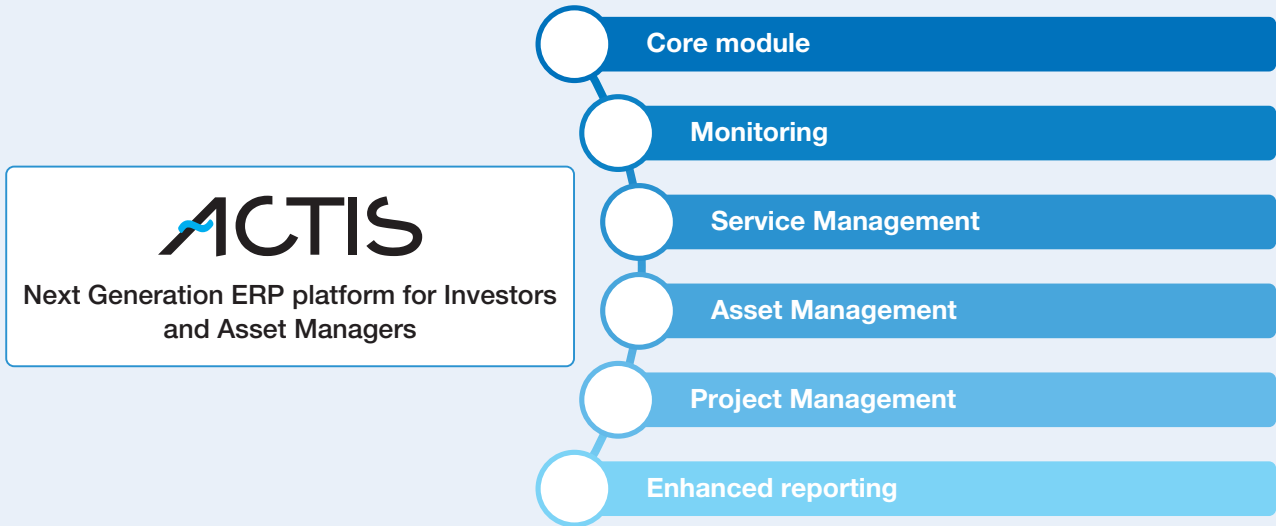 ACTIS
Next Generation ERP platform for Investors
and Asset Managers
Core module
Monitoring
Service Management
Asset Management
Project Management
Enhanced reporting